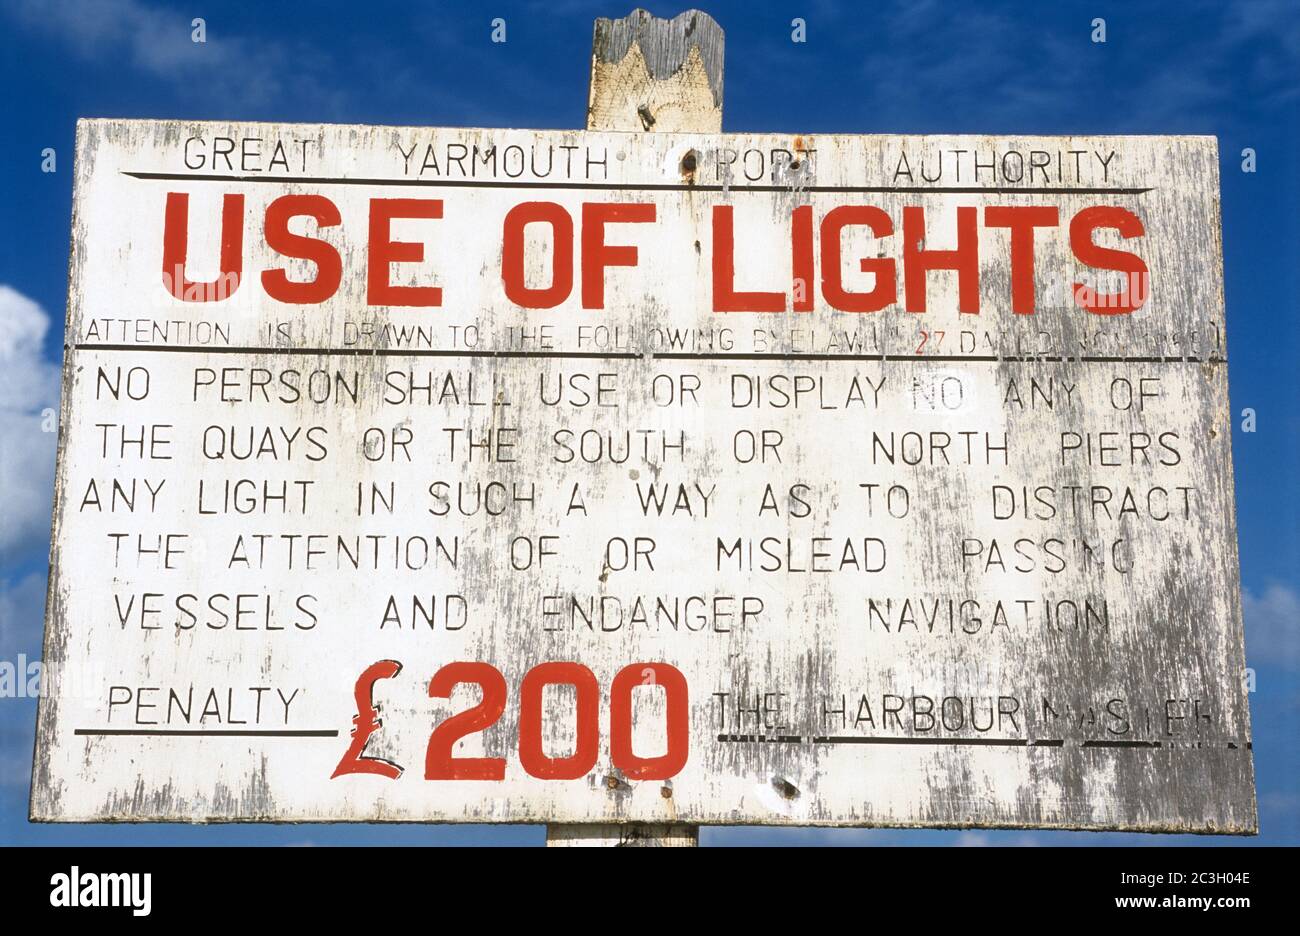 GREAT YARMOUTH PORT AUTHORITY
USE OF LIGHTS
ATTENTION IS DRAWN TO THE FOLLOWING BYELAW 27
NO PERSON SHALL USE OR DISPLAY NO ANY OF
THE QUAYS OR THE SOUTH OR NORTH PIERS
ANY LIGHT IN SUCH A WAY AS TO DISTRACT
THE ATTENTION OF OR MISLEAD PASSING
VESSELS AND ENDANGER NAVIGATION
PENALTY £200 THE HARBOUR MASTER
a alamy
alamy
Image ID: 2C3H04E
www.alamy.com